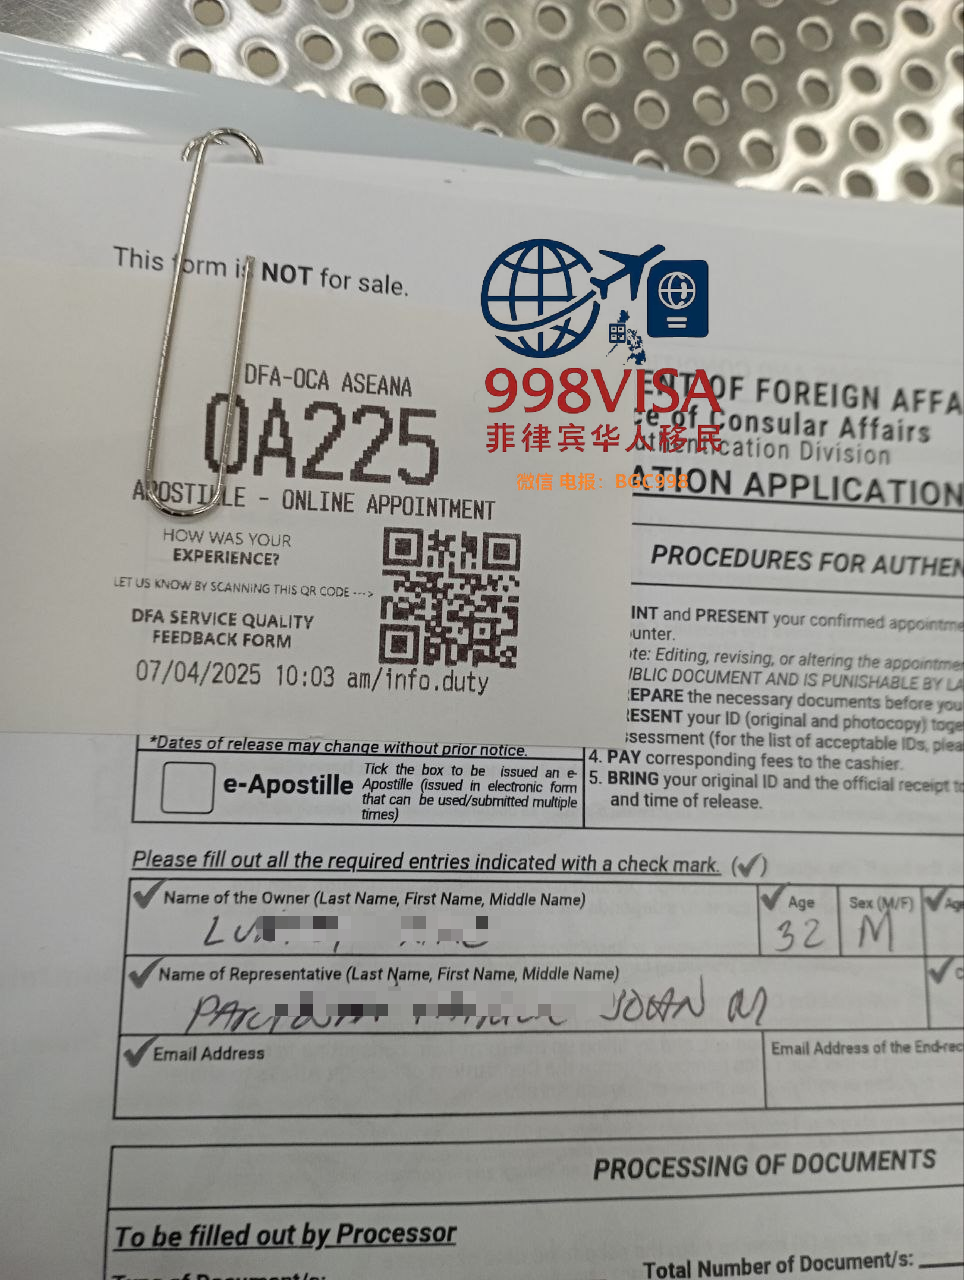 This form is NOT for sale.
DFA-OCA ASEANA
0A225
APOSTILLE - ONLINE APPOINTMENT
HOW WAS YOUR
EXPERIENCE?
LET US KNOW BY SCANNING THIS QR CODE --->
DFA SERVICE QUALITY
FEEDBACK FORM
07/04/2025 10:03 am/info.duty
998VISA
菲律宾华人移民
微信 电报：BGC998
ENT OF FOREIGN AFFA
ce of Consular Affairs
uthentication Division
ATION APPLICATION
PROCEDURES FOR AUTHEN
INT and PRESENT your confirmed appointme
unter.
te: Editing, revising, or altering the appointmen
BLIC DOCUMENT AND IS PUNISHABLE BY LA
EPARE the necessary documents before you
ESENT your ID (original and photocopy) toge
ssessment (for the list of acceptable IDs, plea
4. PAY corresponding fees to the cashier.
5. BRING your original ID and the official receipt to
and time of release.
*Dates of release may change without prior notice.
e-Apostille
Tick the box to be issued an e-
Apostille (issued in electronic form
that can be used/submitted multiple
times)
Please fill out all the required entries indicated with a check mark. (✓)
Name of the Owner (Last Name, First Name, Middle Name)
Age
32
Sex (M/F)
M
Name of Representative (Last Name, First Name, Middle Name)
JOHN M
Email Address
Email Address of the End-rec
PROCESSING OF DOCUMENTS
To be filled out by Processor
Total Number of Document/s: